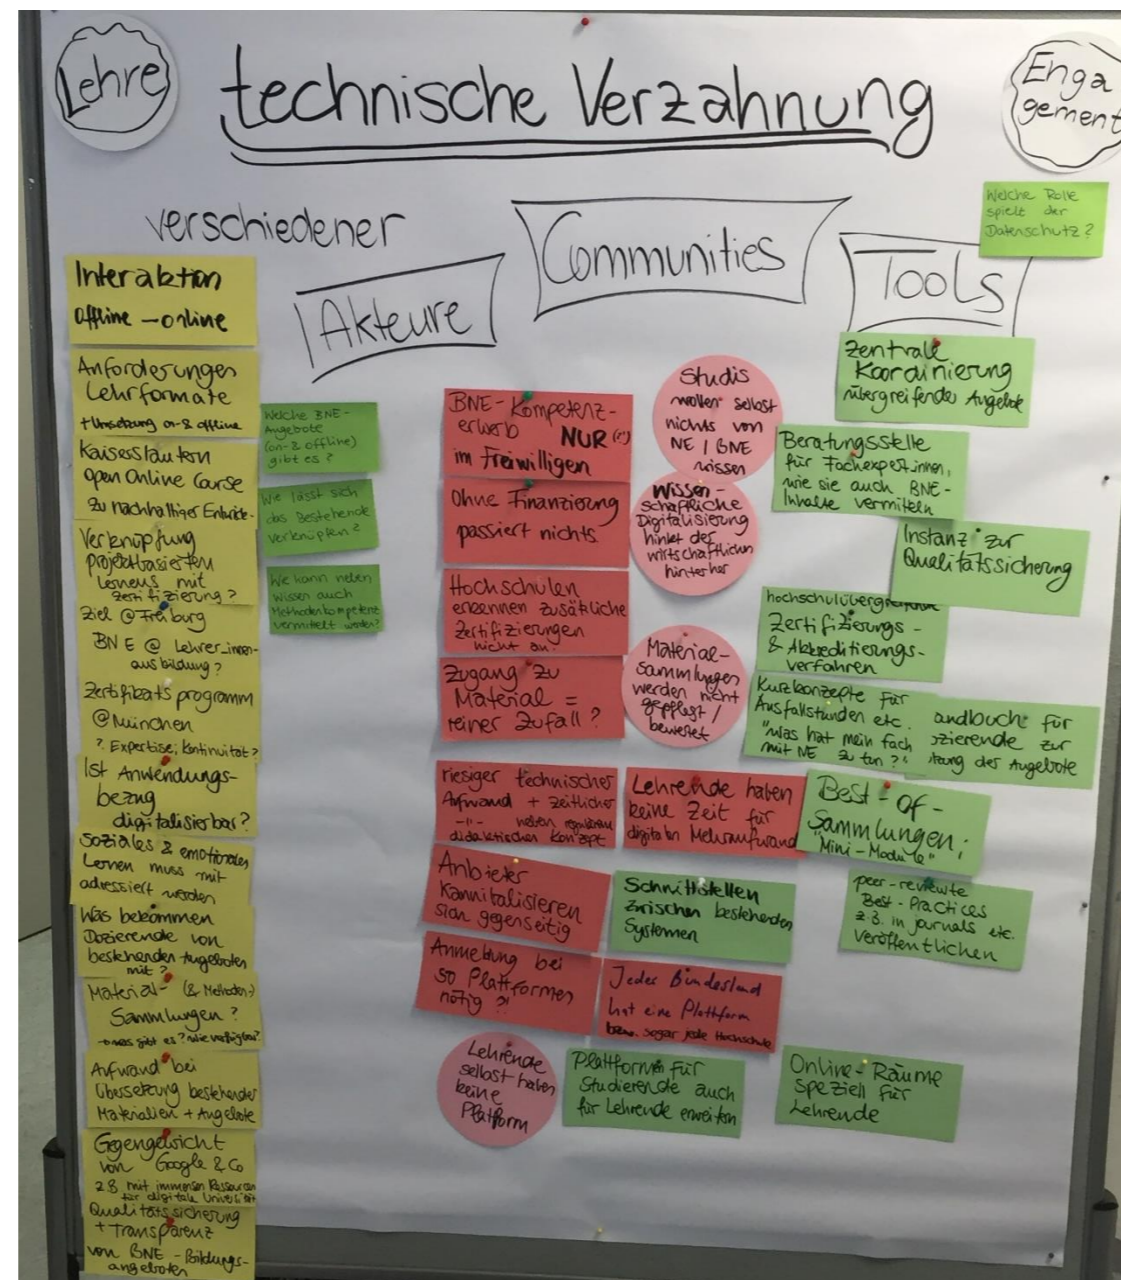 Lehre
technische Verzahnung
Enga
gement
verschiedener
Akteure
Communities
Tools
Welche Rolle
spielt der
Datenschutz?
Interaktion
offline – online
Anforderungen
Lehrformate
+ Umsetzung on- & offline
Kaiserslautern
open Online Course
zu nachhaltiger Entwick-
Verknüpfung
projektbasierten
Lernens mit
Zertifizierung?
Ziel @ Freiburg
BNE @ Lehrer_innen-
ausbildung?
Zertifikatsprogramm
@München
? Expertise; Kontinuität?
Ist Anwendungs-
bezug
digitalisierbar?
Soziales & emotionales
Lernen muss mit
adressiert werden
Was bekommen
Dozierende von
bestehenden Angeboten
mit?
Material- (& Methoden-)
Sammlungen?
→ was gibt es? wie verfügbar?
Aufwand bei
Übersetzung bestehender
Materialien + Angebote
Gegengewicht
von Google & Co
z.B. mit immensen Ressourcen
für digitale Universität
Qualitätssicherung
+ Transparenz
von BNE-Bildungs-
angeboten
Welche BNE-
Angebote
(on- & offline)
gibt es?
Wie lässt sich
das Bestehende
verknüpfen?
Wie kann neben
Wissen auch
Methodenkompetenz
vermittelt werden?
BNE-Kompetenz-
erwerb NUR
im Freiwilligen
Ohne Finanzierung
passiert nichts
Hochschulen
erkennen zusätzliche
Zertifizierungen
nicht an!
Zugang zu
Material =
reiner Zufall?
riesiger technischer
Aufwand + zeitlicher
–"– neben regulärem
didaktischen Konzept
Anbieter
kannibalisieren
sich gegenseitig
Anmeldung bei
50 Plattformen
nötig?!
Lehrende
selbst haben
keine
Plattform
Studis
wollen selbst
nichts von
NE / BNE
wissen
Wissen-
schaftliche
Digitalisierung
hinkt der
wirtschaftlichen
hinterher
Material-
sammlungen
werden nicht
gepflegt /
bewertet
Lehrende haben
keine Zeit für
digitalen Mehraufwand
Schnittstellen
zwischen bestehenden
Systemen
Jedes Bundesland
hat eine Plattform
bzw. sogar jede Hochschule
Plattformen für
Studierende auch
für Lehrende erweitern
Zentrale
Koordinierung
übergreifender Angebote
Beratungsstelle
für Fachexpert_innen,
wie sie auch BNE-
Inhalte vermitteln
Instanz zur
Qualitätssicherung
Zertifizierungs-
& Akkreditierungs-
verfahren
Kurzkonzepte für
Ausfallstunden etc.
"was hat mein Fach
mit NE zu tun?"
andbuch für
ozierende zur
tung der Angebote
Best-of-
Sammlungen;
"Mini-Module"
peer-reviewte
Best-Practices
z.B. in journals etc.
veröffentlichen
Online-Räume
speziell für
Lehrende